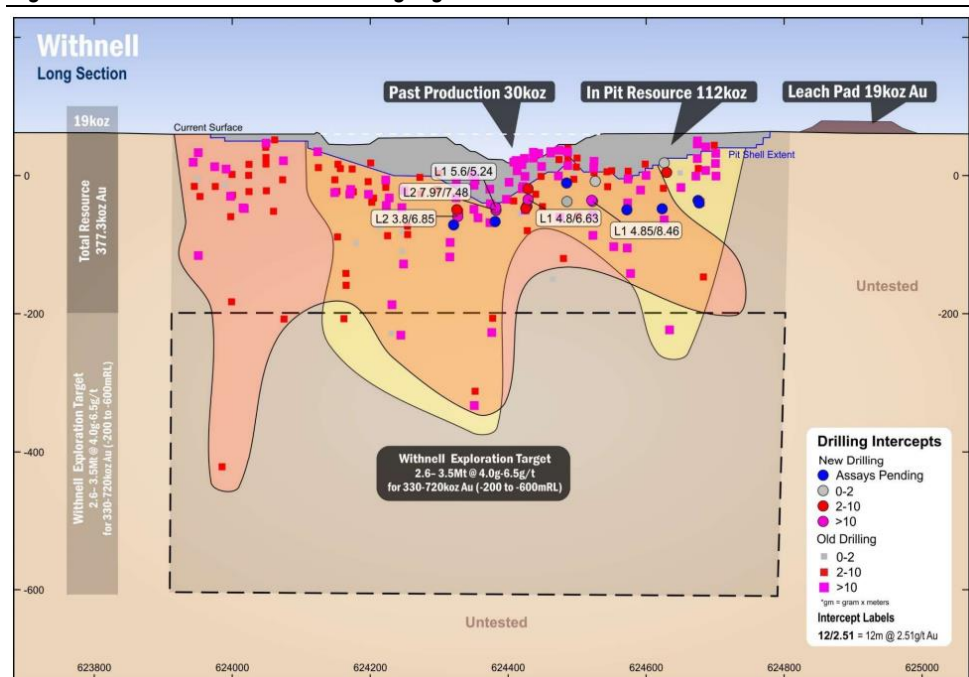 Withnell
Long Section
Past Production 30koz
In Pit Resource 112koz
Leach Pad 19koz Au
19koz
Current Surface
Pit Shell Extent
L1 5.6/5.24
L2 7.97/7.48
L2 3.8/6.85
L1 4.8/6.63
L1 4.85/8.46
0
0
Total Resource
377.3koz Au
Untested
-200
-200
Withnell Exploration Target
2.6– 3.5Mt @ 4.0g-6.5g/t
for 330-720koz Au (-200 to -600mRL)
-400
-400
Withnell Exploration Target
2.6– 3.5Mt @ 4.0g-6.5g/t
for 330-720koz Au (-200 to -600mRL)
Drilling Intercepts
New Drilling
Assays Pending
0-2
2-10
>10
Old Drilling
0-2
2-10
>10
*gm = gram x meters
Intercept Labels
12/2.51 = 12m @ 2.51g/t Au
-600
Untested
623800
624000
624200
624400
624600
624800
625000